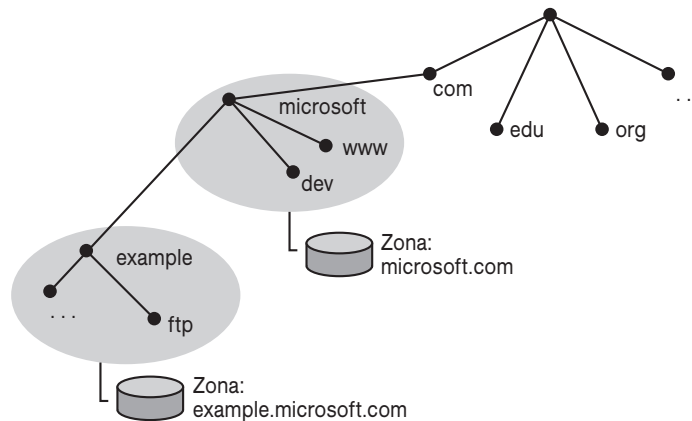 com
. .
edu
org
microsoft
www
dev
Zona:
microsoft.com
example
. . .
ftp
Zona:
example.microsoft.com